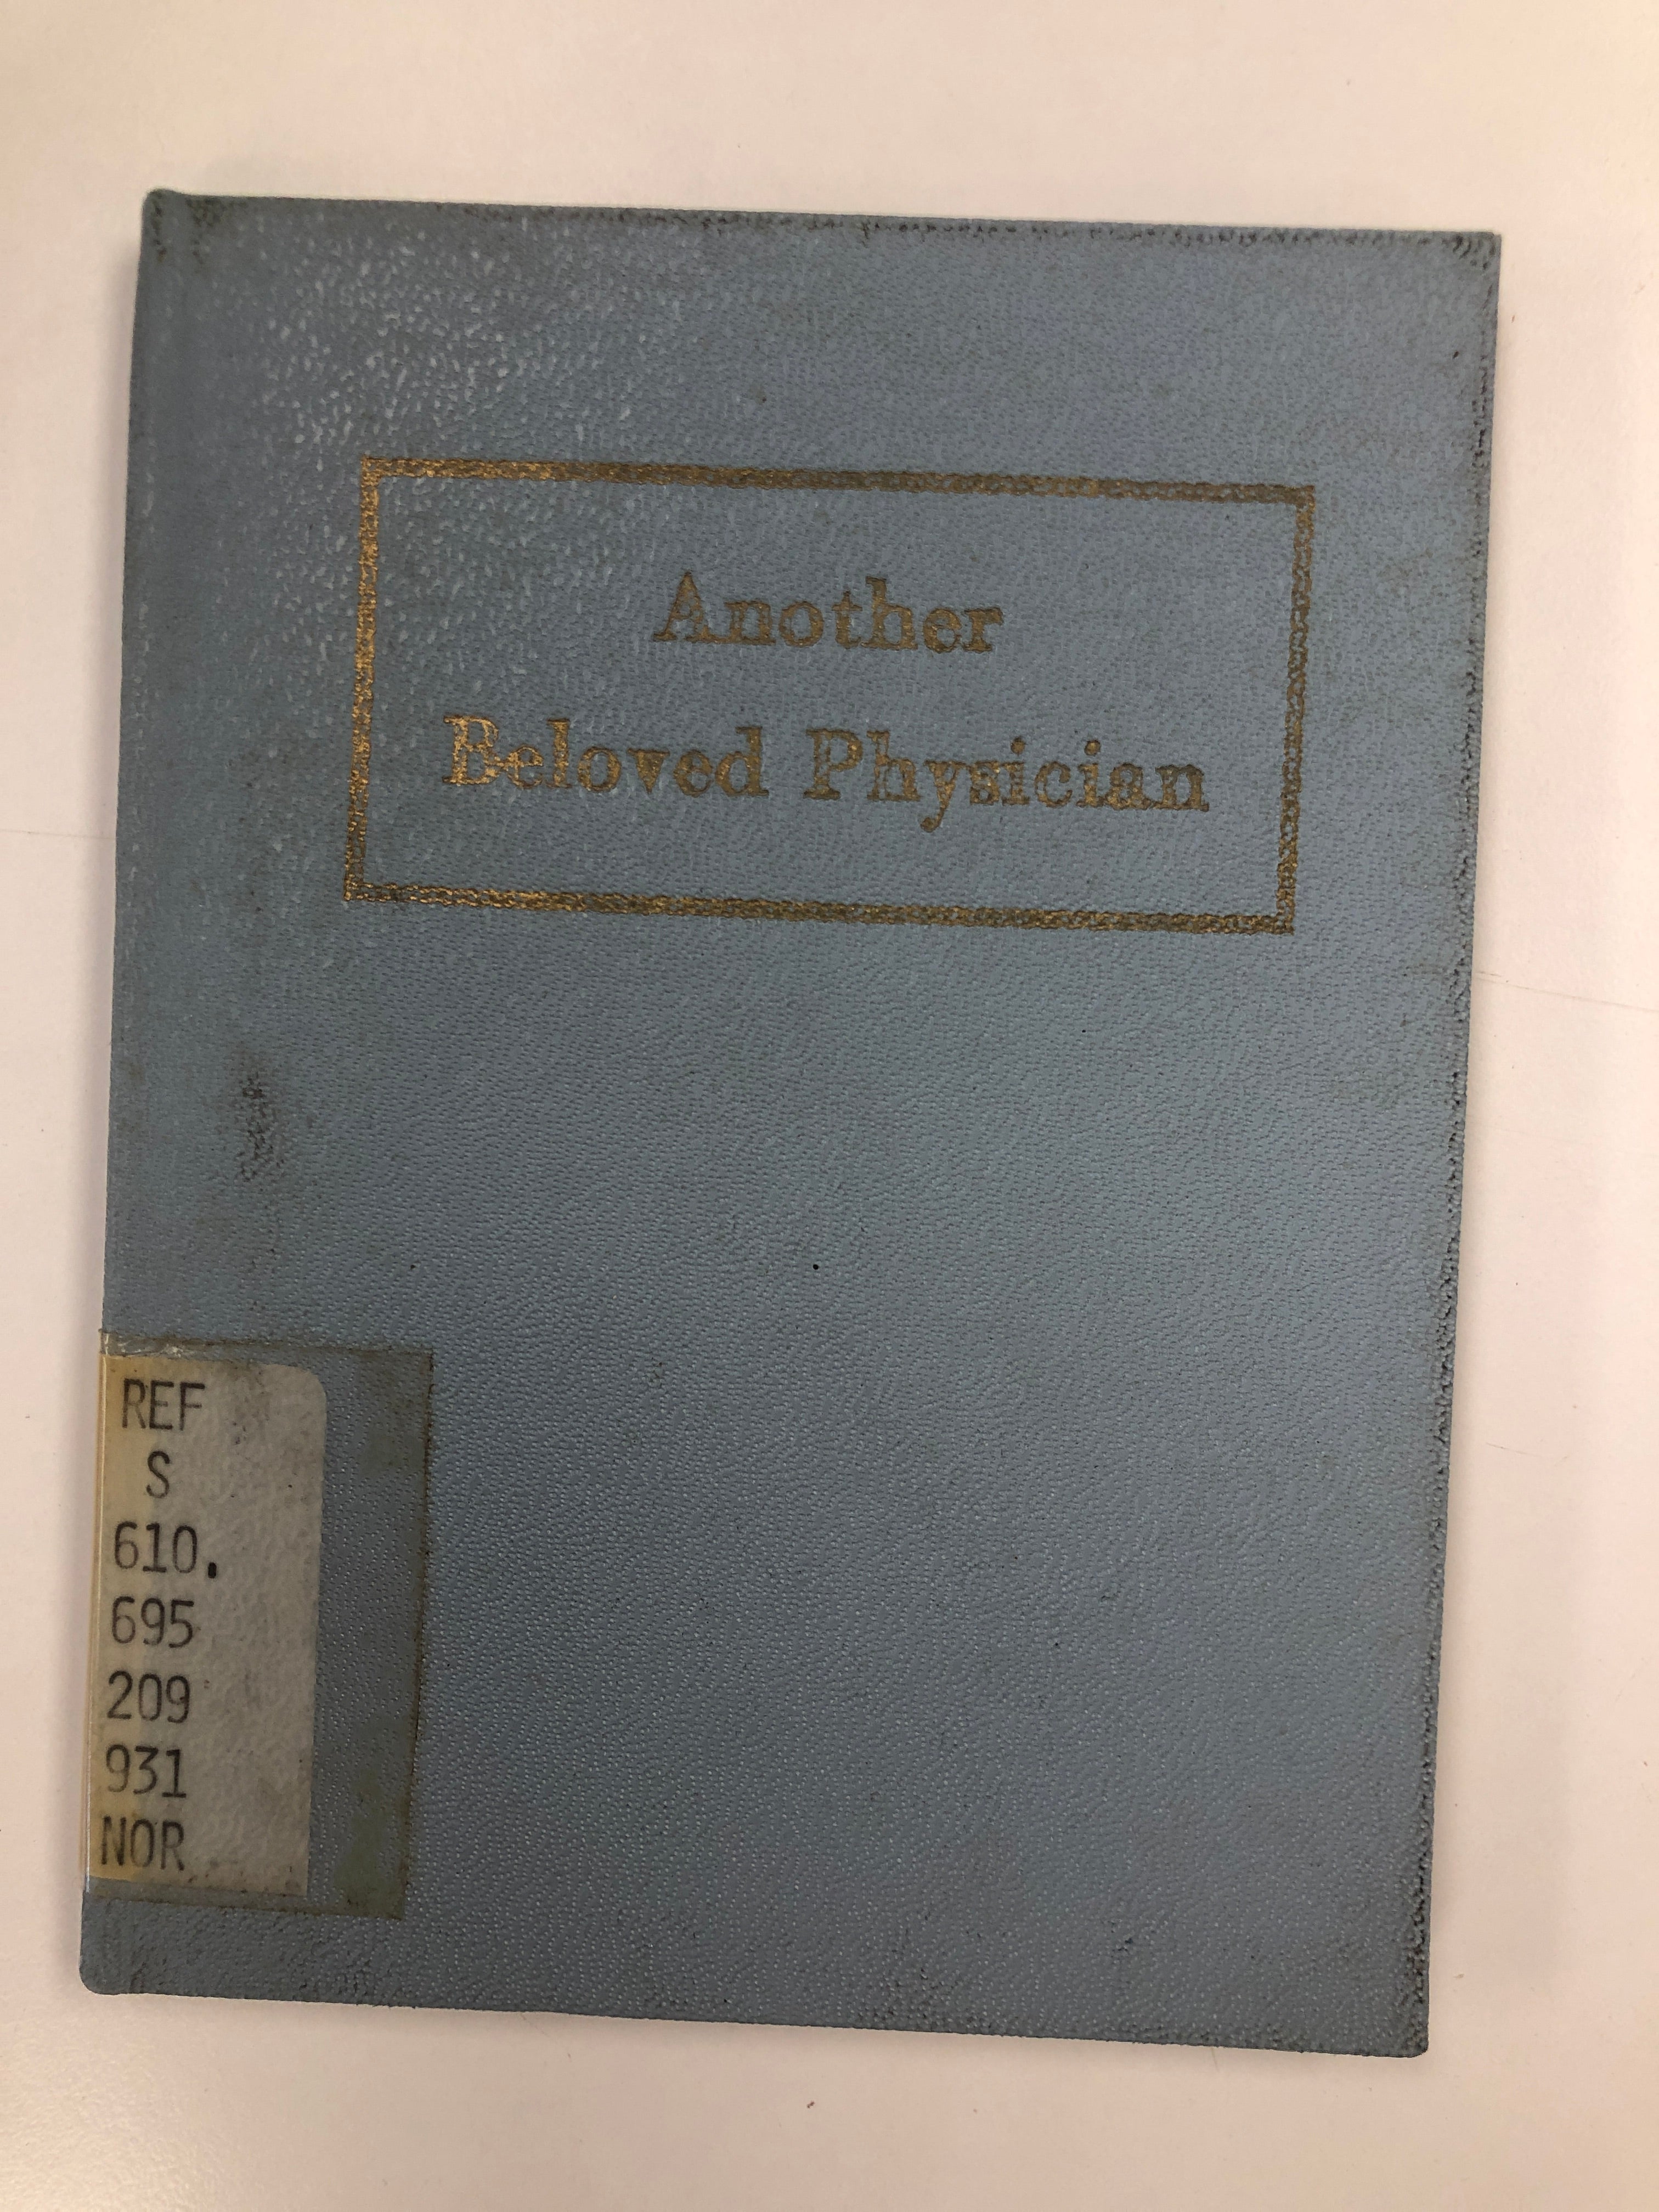 Another
Beloved Physician
REF
S
610.
695
209
931
NOR